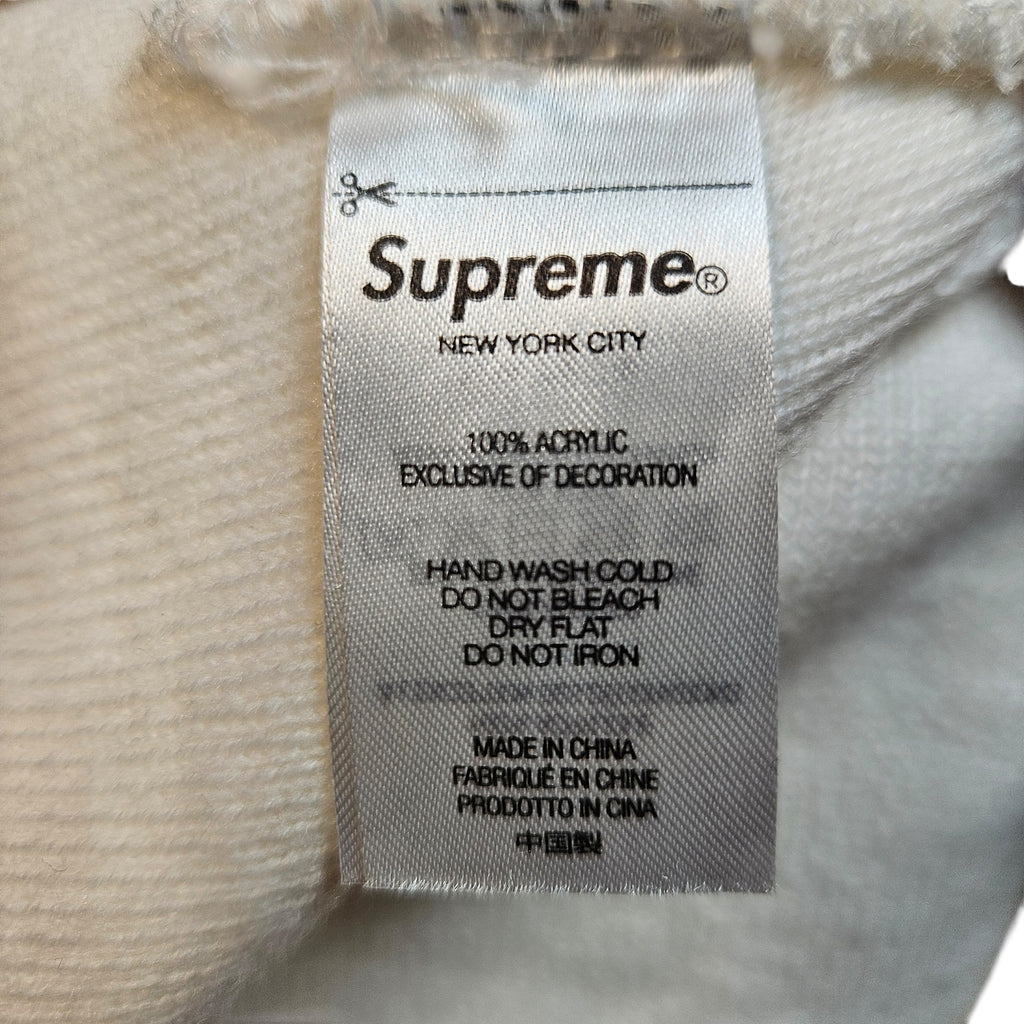 Supreme®
NEW YORK CITY
100% ACRYLIC
EXCLUSIVE OF DECORATION
HAND WASH COLD
DO NOT BLEACH
DRY FLAT
DO NOT IRON
MADE IN CHINA
FABRIQUÉ EN CHINE
PRODOTTO IN CINA
中国製